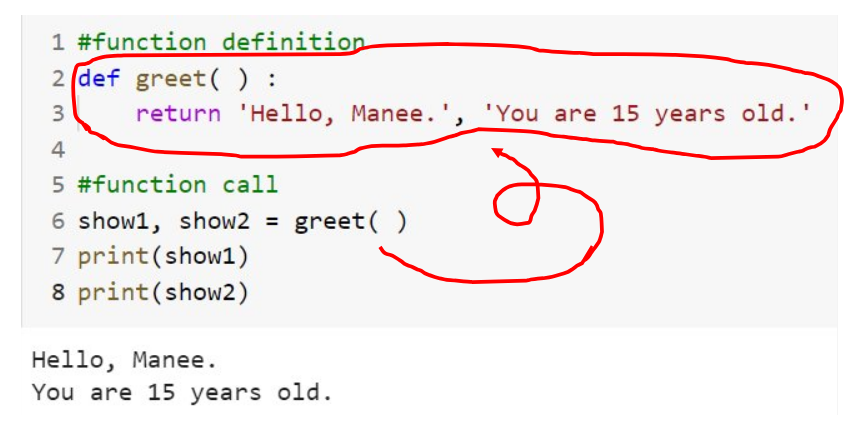 1 #function definition
2 def greet( ) :
3     return 'Hello, Manee.', 'You are 15 years old.'
4
5 #function call
6 show1, show2 = greet( )
7 print(show1)
8 print(show2)
Hello, Manee.
You are 15 years old.